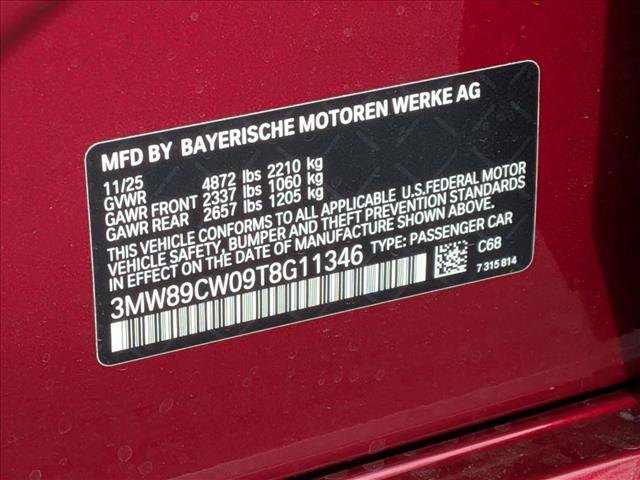 MFD BY BAYERISCHE MOTOREN WERKE AG
11/25
GVWR 4872 lbs 2210 kg
GAWR FRONT 2337 lbs 1060 kg
GAWR REAR 2657 lbs 1205 kg
THIS VEHICLE CONFORMS TO ALL APPLICABLE U.S.FEDERAL MOTOR
VEHICLE SAFETY, BUMPER AND THEFT PREVENTION STANDARDS
IN EFFECT ON THE DATE OF MANUFACTURE SHOWN ABOVE.
3MW89CW09T8G11346 TYPE: PASSENGER CAR
C68
7 315 814